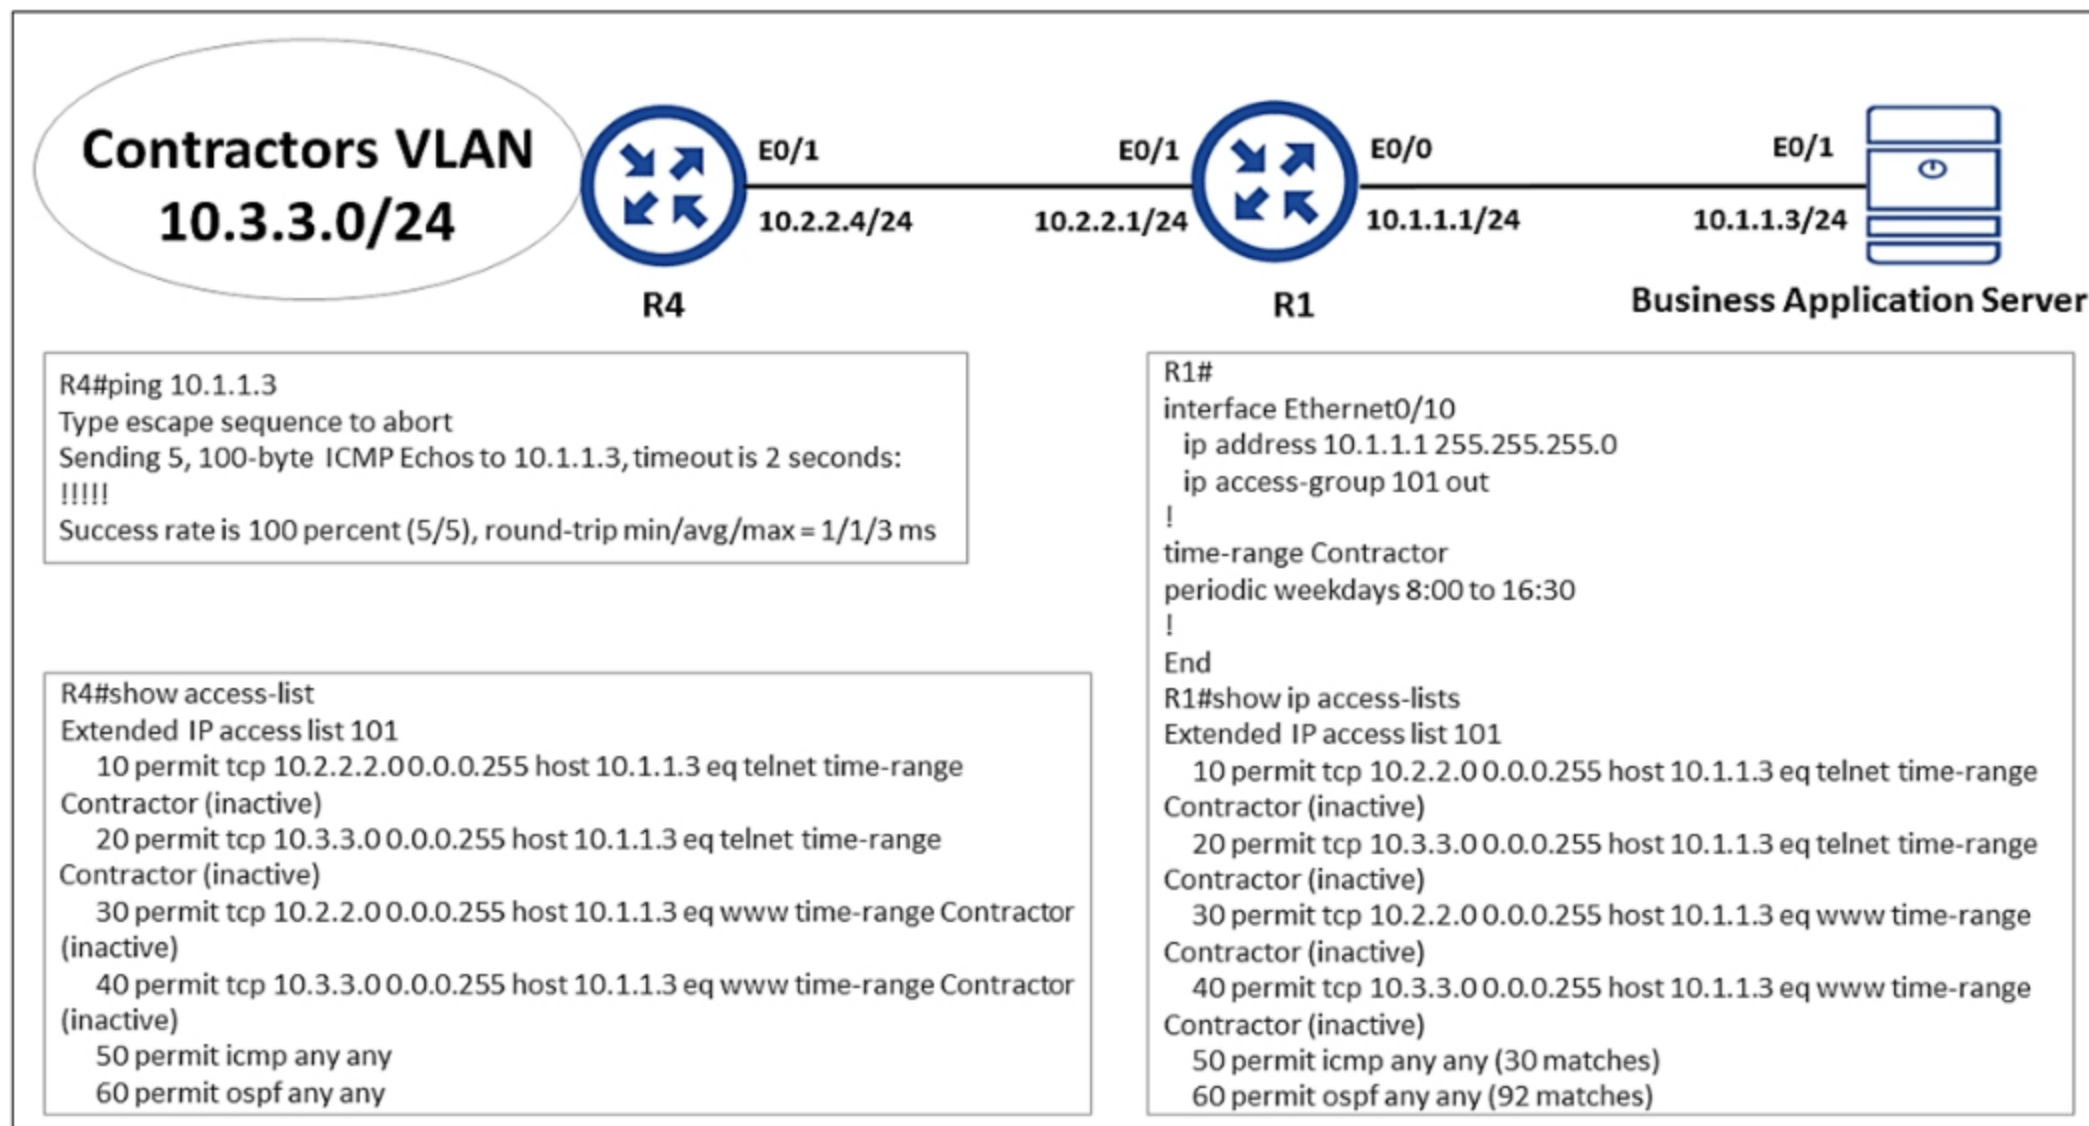 Contractors VLAN
10.3.3.0/24
E0/1
10.2.2.4/24
R4
E0/1
10.2.2.1/24
R1
E0/0
10.1.1.1/24
E0/1
10.1.1.3/24
Business Application Server
R4#ping 10.1.1.3
Type escape sequence to abort
Sending 5, 100-byte ICMP Echos to 10.1.1.3, timeout is 2 seconds:
!!!!!
Success rate is 100 percent (5/5), round-trip min/avg/max = 1/1/3 ms
R4#show access-list
Extended IP access list 101
10 permit tcp 10.2.2.2.0 0.0.0.255 host 10.1.1.3 eq telnet time-range
Contractor (inactive)
20 permit tcp 10.3.3.0 0.0.0.255 host 10.1.1.3 eq telnet time-range
Contractor (inactive)
30 permit tcp 10.2.2.0 0.0.0.255 host 10.1.1.3 eq www time-range Contractor
(inactive)
40 permit tcp 10.3.3.0 0.0.0.255 host 10.1.1.3 eq www time-range Contractor
(inactive)
50 permit icmp any any
60 permit ospf any any
R1#
interface Ethernet0/10
ip address 10.1.1.1 255.255.255.0
ip access-group 101 out
!
time-range Contractor
periodic weekdays 8:00 to 16:30
!
End
R1#show ip access-lists
Extended IP access list 101
10 permit tcp 10.2.2.0 0.0.0.255 host 10.1.1.3 eq telnet time-range
Contractor (inactive)
20 permit tcp 10.3.3.0 0.0.0.255 host 10.1.1.3 eq telnet time-range
Contractor (inactive)
30 permit tcp 10.2.2.0 0.0.0.255 host 10.1.1.3 eq www time-range
Contractor (inactive)
40 permit tcp 10.3.3.0 0.0.0.255 host 10.1.1.3 eq www time-range
Contractor (inactive)
50 permit icmp any any (30 matches)
60 permit ospf any any (92 matches)